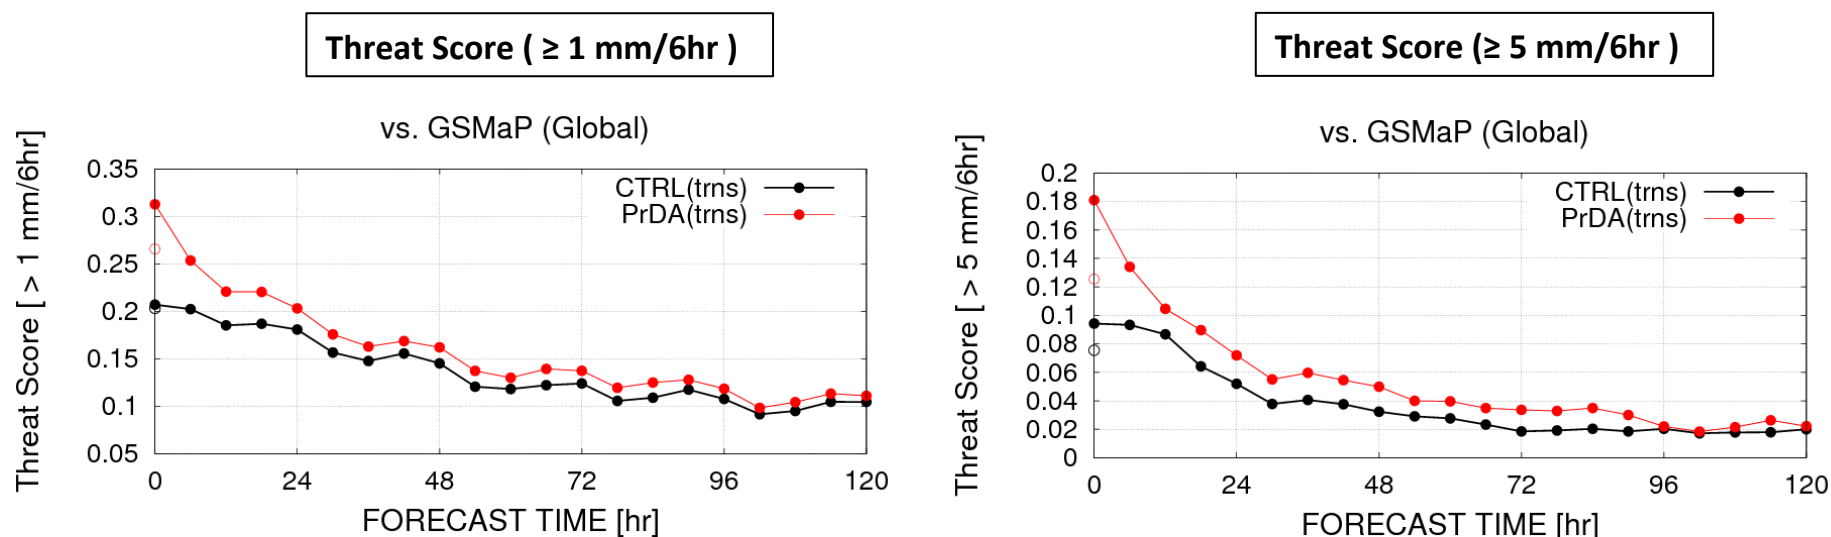 Threat Score ( ≥ 1 mm/6hr )
vs. GSMaP (Global)
Threat Score [ > 1 mm/6hr]
0.35
0.3
0.25
0.2
0.15
0.1
0.05
CTRL(trns)
PrDA(trns)
0 24 48 72 96 120
FORECAST TIME [hr]
Threat Score (≥ 5 mm/6hr )
vs. GSMaP (Global)
Threat Score [ > 5 mm/6hr]
0.2
0.18
0.16
0.14
0.12
0.1
0.08
0.06
0.04
0.02
0
CTRL(trns)
PrDA(trns)
0 24 48 72 96 120
FORECAST TIME [hr]